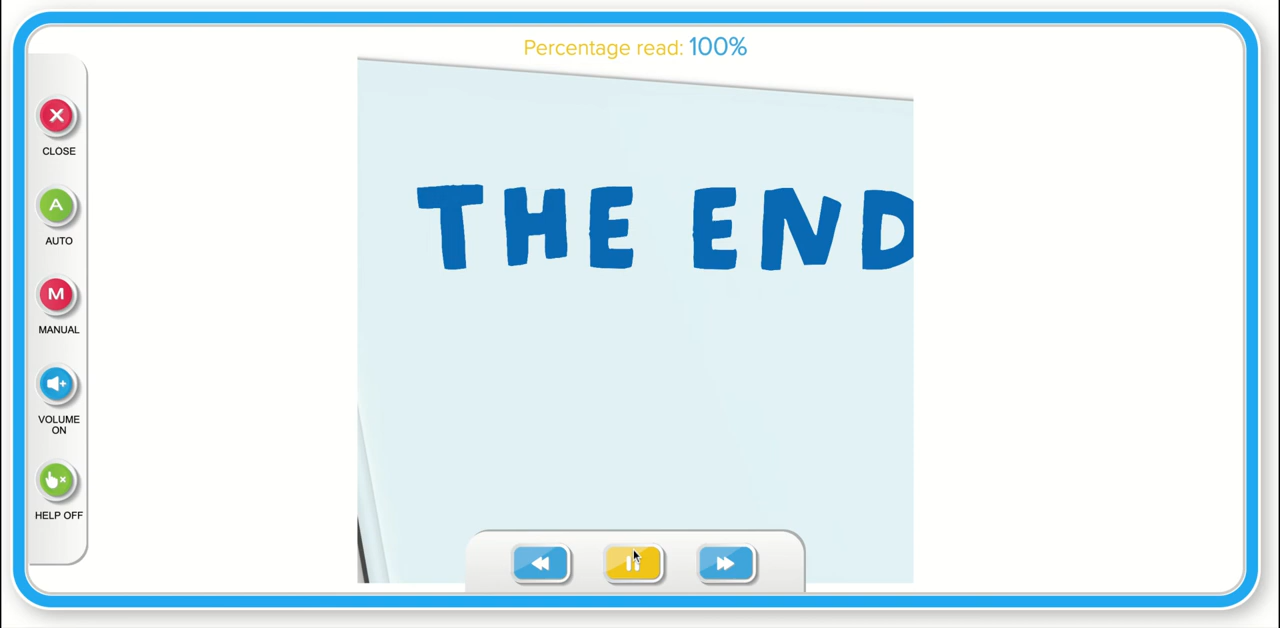 Percentage read: 100%
X
CLOSE
THE END
A
AUTO
M
MANUAL
VOLUME
ON
HELP OFF